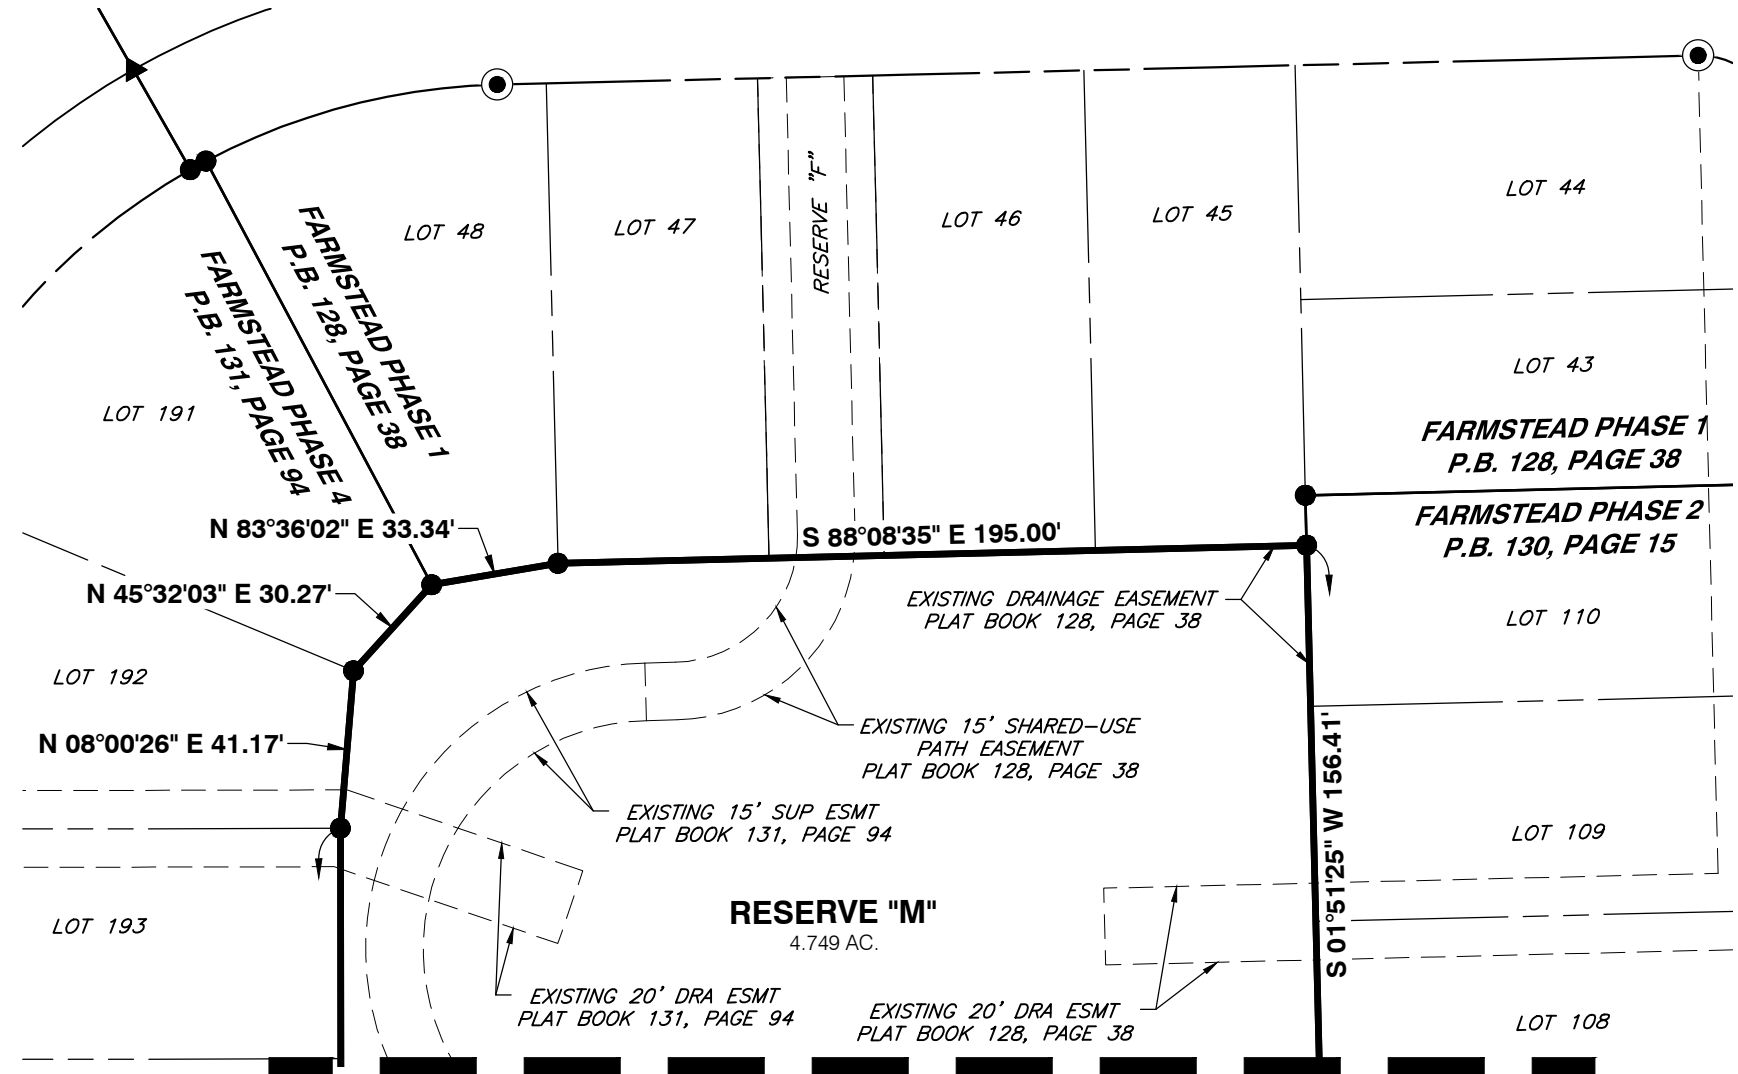 LOT 44
RESERVE "F"
LOT 48
LOT 47
LOT 46
LOT 45
FARMSTEAD PHASE 1
P.B. 128, PAGE 38
FARMSTEAD PHASE 4
P.B. 131, PAGE 94
LOT 43
LOT 191
FARMSTEAD PHASE 1
P.B. 128, PAGE 38
FARMSTEAD PHASE 2
P.B. 130, PAGE 15
N 83°36'02" E 33.34'
S 88°08'35" E 195.00'
N 45°32'03" E 30.27'
EXISTING DRAINAGE EASEMENT
PLAT BOOK 128, PAGE 38
LOT 110
LOT 192
N 08°00'26" E 41.17'
EXISTING 15' SHARED-USE
PATH EASEMENT
PLAT BOOK 128, PAGE 38
S 01°51'25" W 156.41'
EXISTING 15' SUP ESMT
PLAT BOOK 131, PAGE 94
LOT 109
RESERVE "M"
4.749 AC.
LOT 193
EXISTING 20' DRA ESMT
PLAT BOOK 131, PAGE 94
EXISTING 20' DRA ESMT
PLAT BOOK 128, PAGE 38
LOT 108